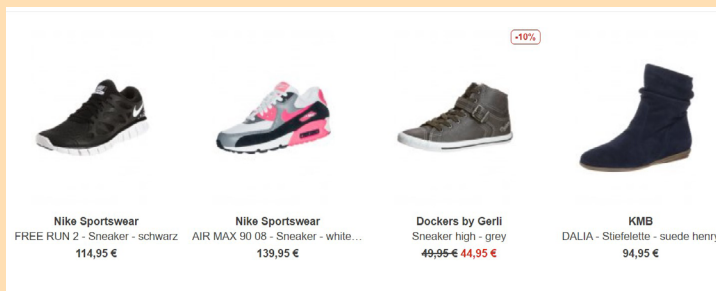 -10%
Nike Sportswear
FREE RUN 2 - Sneaker - schwarz
114,95 €
Nike Sportswear
AIR MAX 90 08 - Sneaker - white…
139,95 €
Dockers by Gerli
Sneaker high - grey
49,95 € 44,95 €
KMB
DALIA - Stiefelette - suede henry
94,95 €